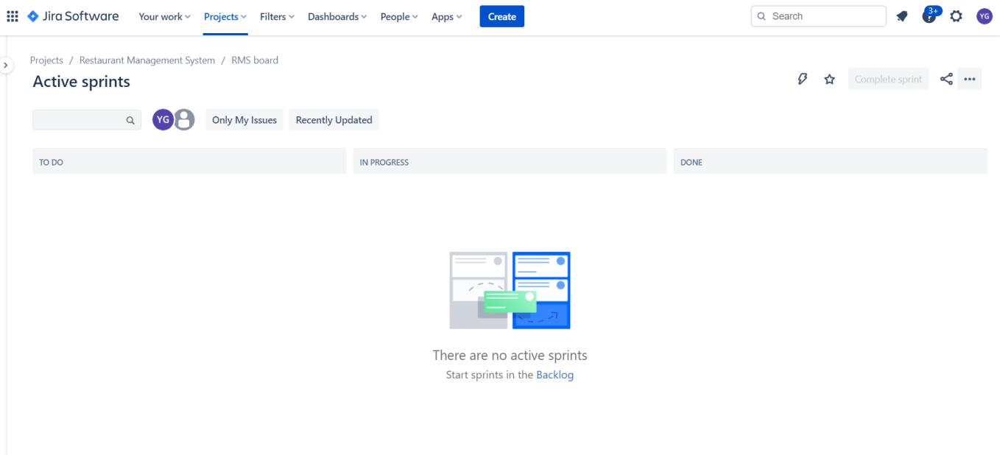 Jira Software Your work Projects Filters Dashboards People Apps Create Search 3+ YG
Projects / Restaurant Management System / RMS board
Active sprints Complete sprint
YG Only My Issues Recently Updated
TO DO IN PROGRESS DONE
There are no active sprints
Start sprints in the Backlog